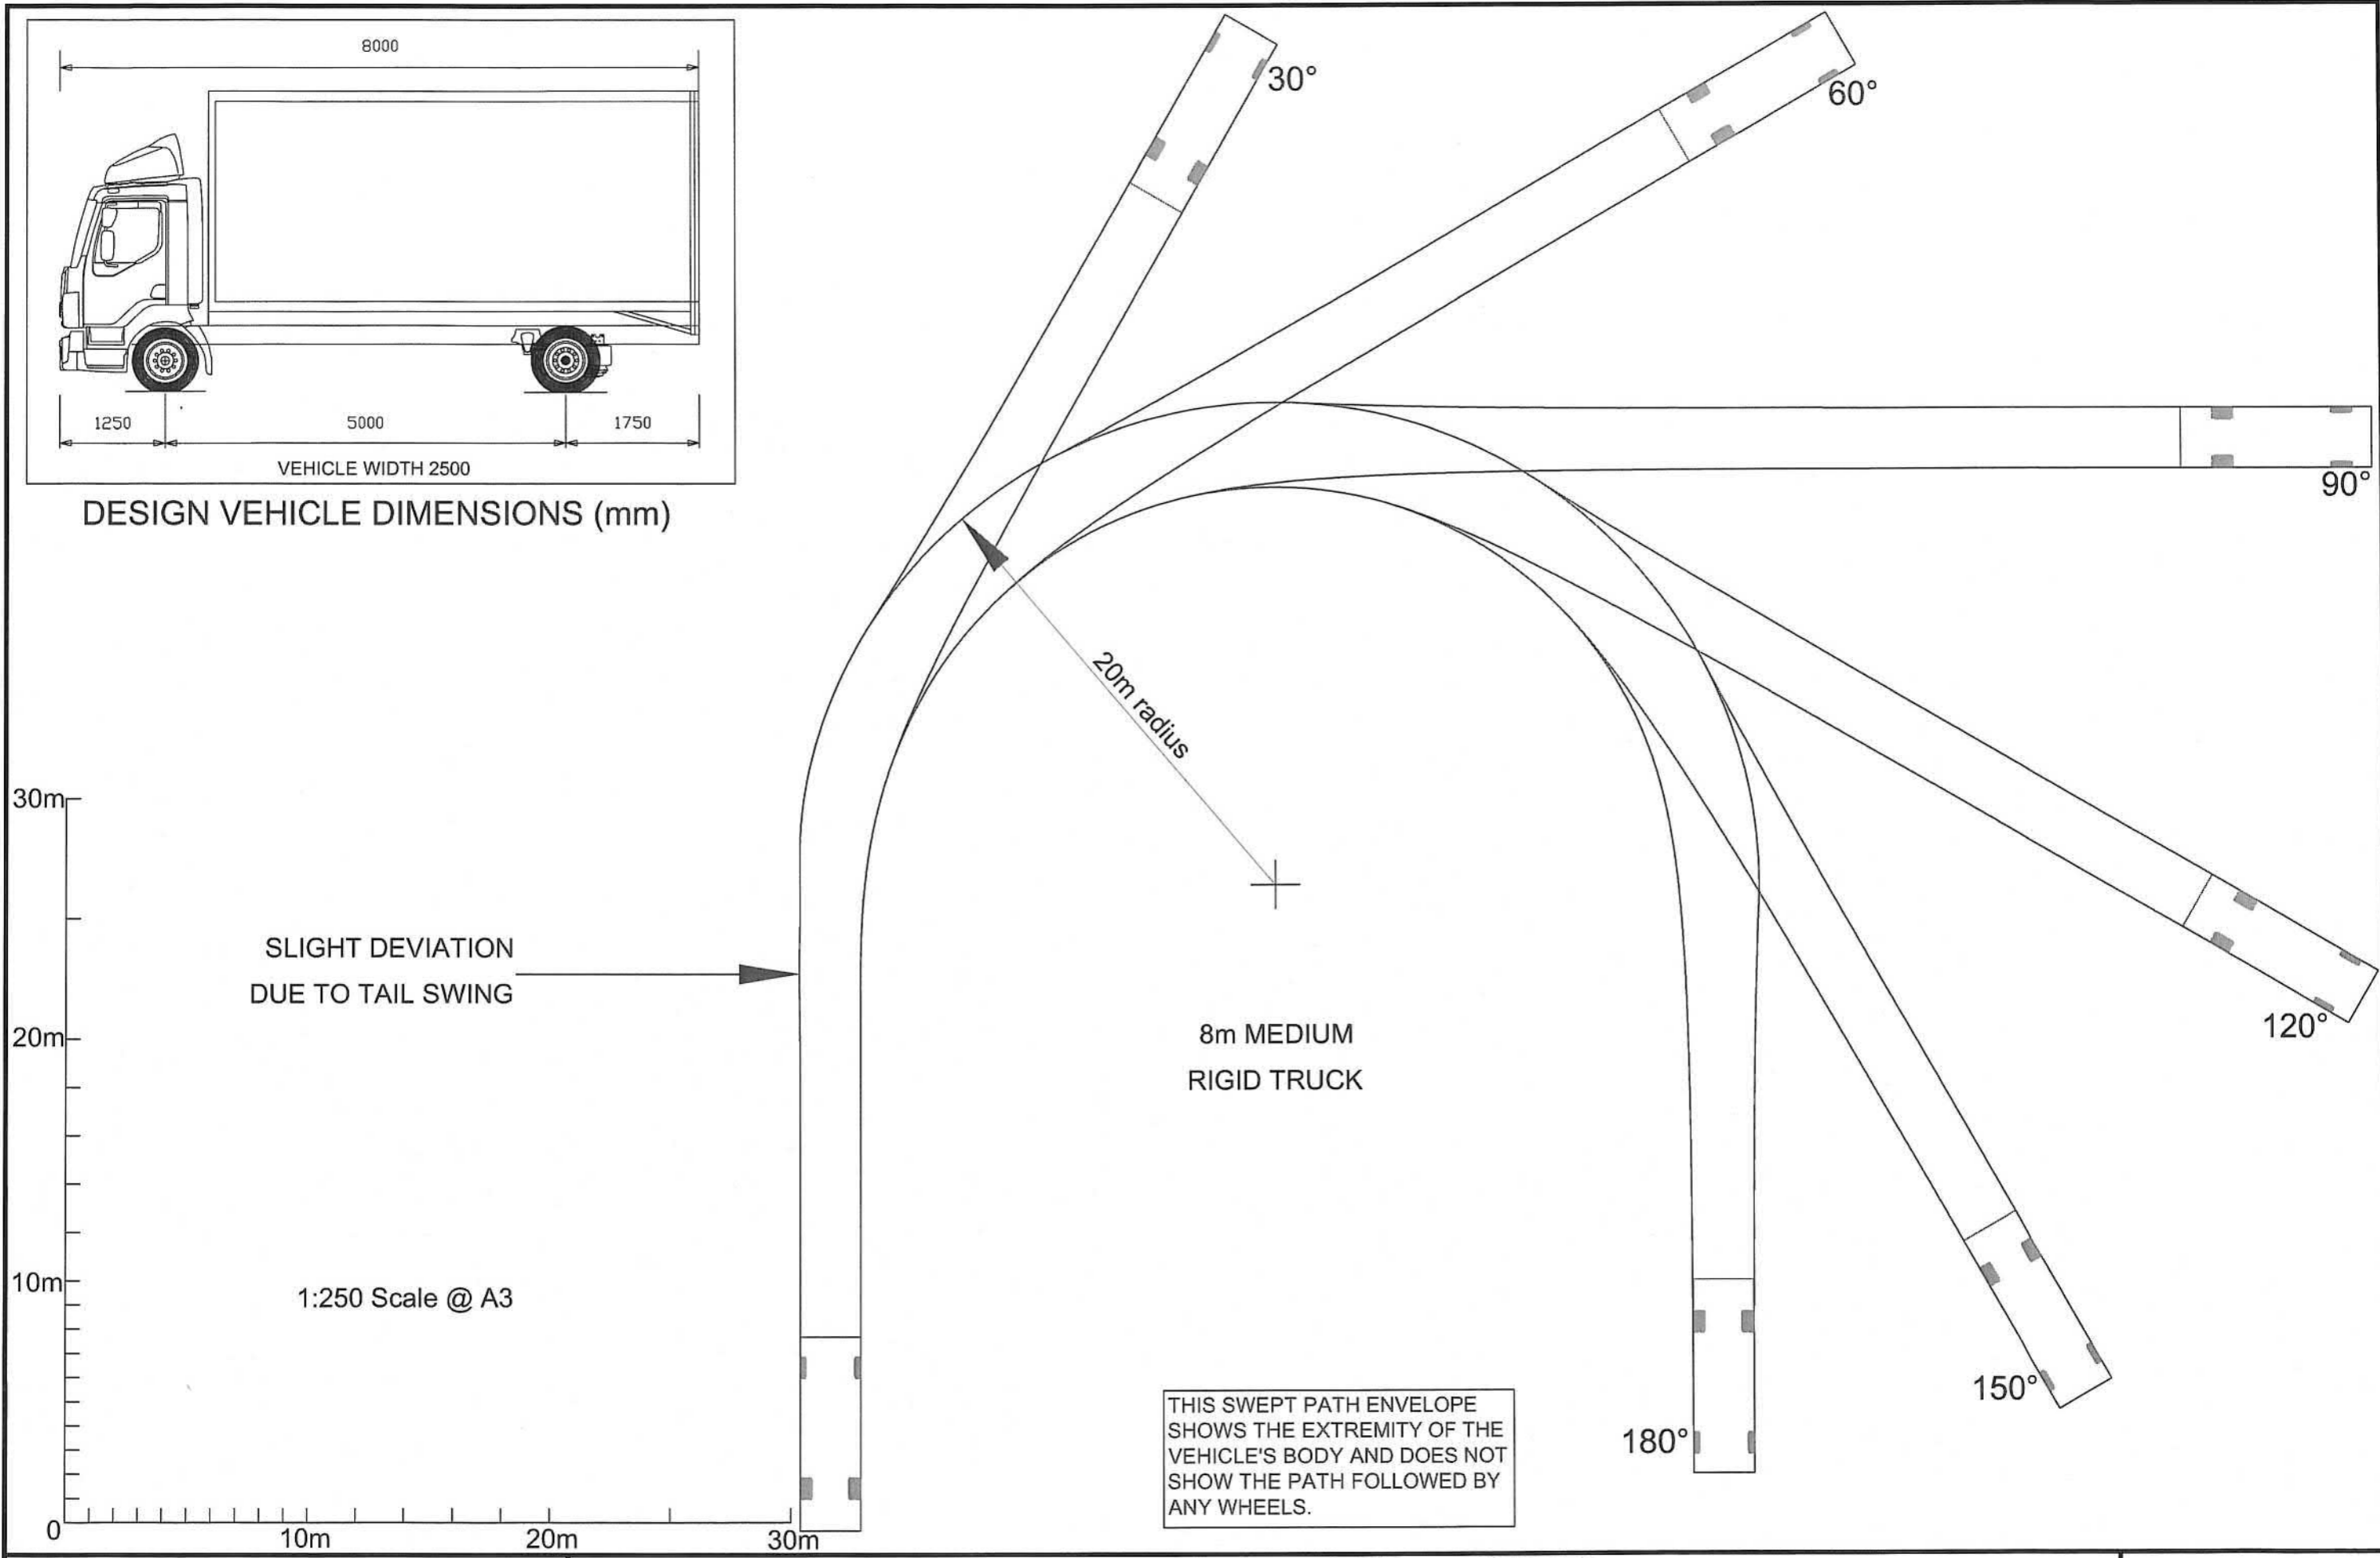 8000
1250
5000
1750
VEHICLE WIDTH 2500
DESIGN VEHICLE DIMENSIONS (mm)
30°
60°
90°
120°
150°
180°
20m radius
SLIGHT DEVIATION
DUE TO TAIL SWING
8m MEDIUM
RIGID TRUCK
1:250 Scale @ A3
THIS SWEPT PATH ENVELOPE
SHOWS THE EXTREMITY OF THE
VEHICLE'S BODY AND DOES NOT
SHOW THE PATH FOLLOWED BY
ANY WHEELS.
30m
20m
10m
0
10m
20m
30m